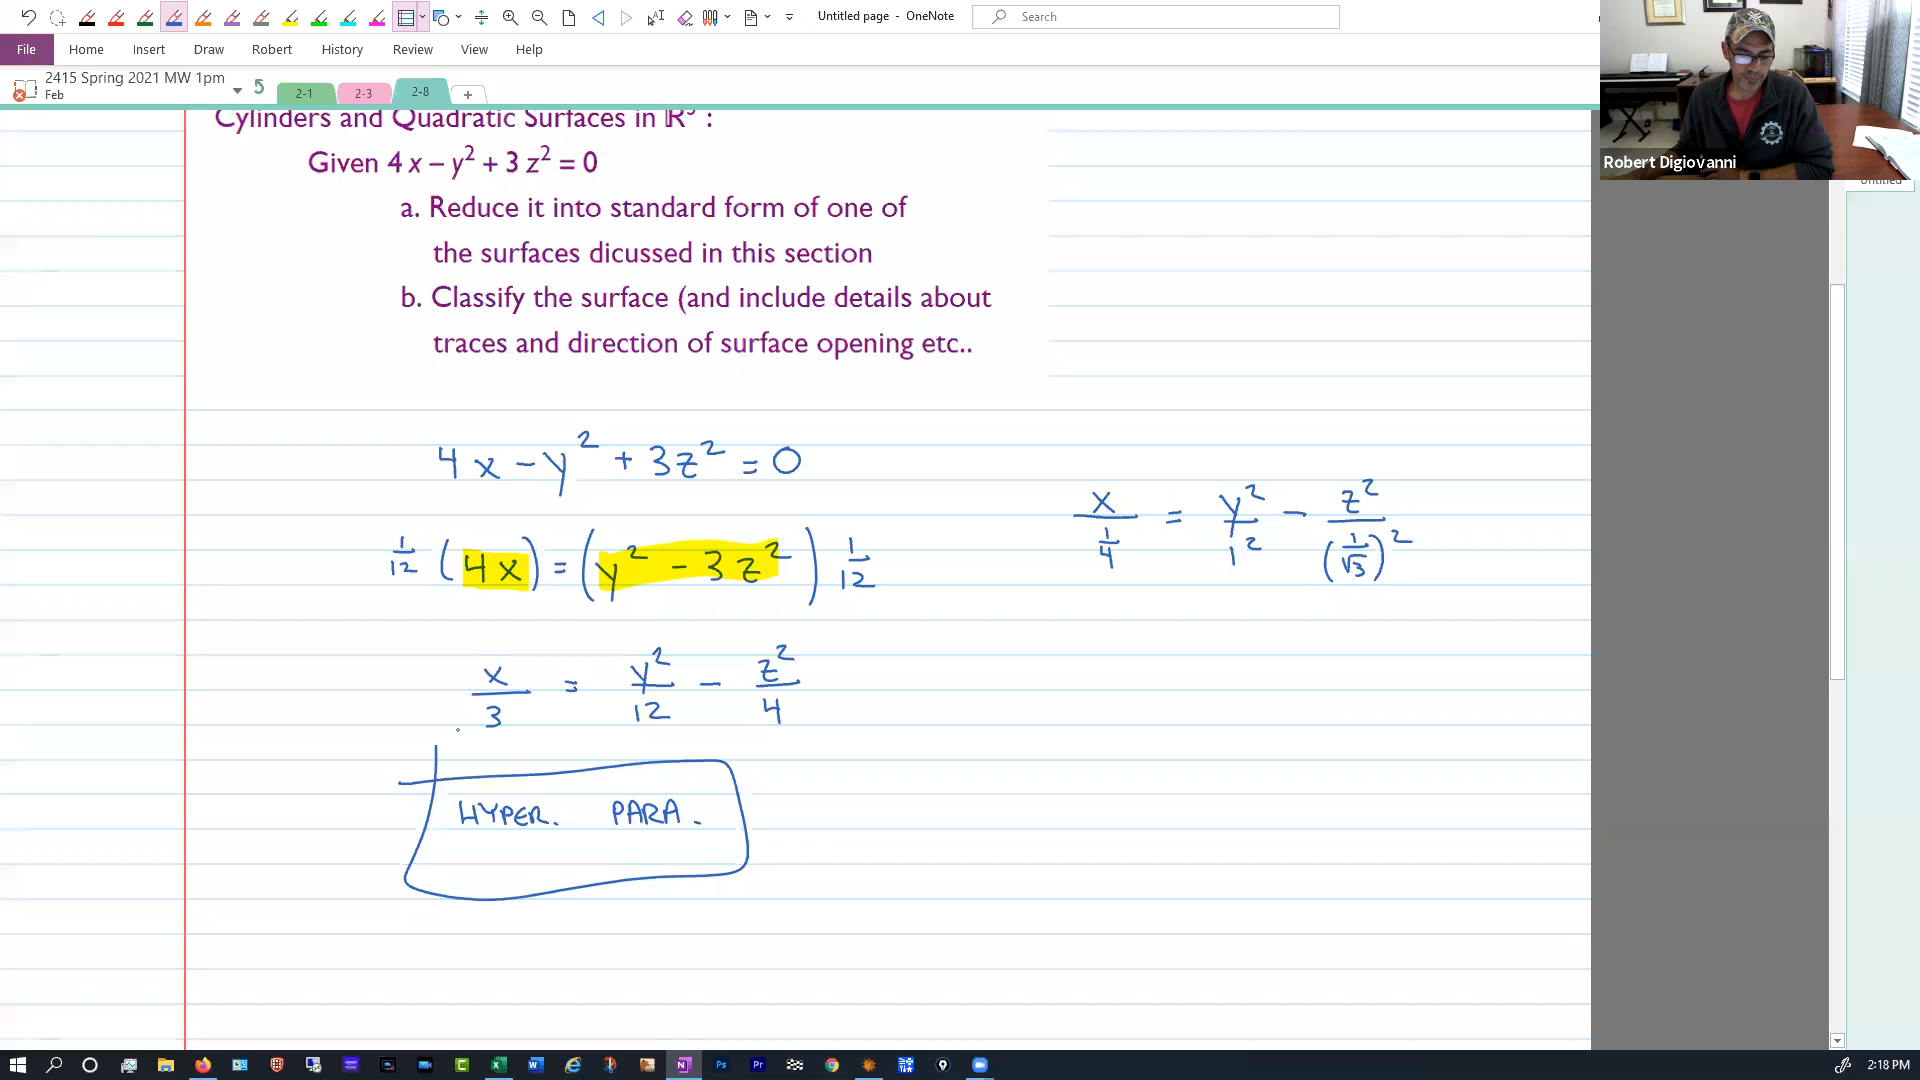 Untitled page - OneNote
Search
File Home Insert Draw Robert History Review View Help
2415 Spring 2021 MW 1pm
Feb
2-1 2-3 2-8 +
Robert Digiovanni
Untitled
Cylinders and Quadratic Surfaces in ℝ³ :
Given 4 x – y² + 3 z² = 0
a. Reduce it into standard form of one of
the surfaces dicussed in this section
b. Classify the surface (and include details about
traces and direction of surface opening etc..
4x - y² + 3z² = 0
1/12 (4x) = (y² - 3z²) 1/12
x/(1/4) = y²/1² - z²/(1/√3)²
x/3 = y²/12 - z²/4
HYPER. PARA.
2:18 PM